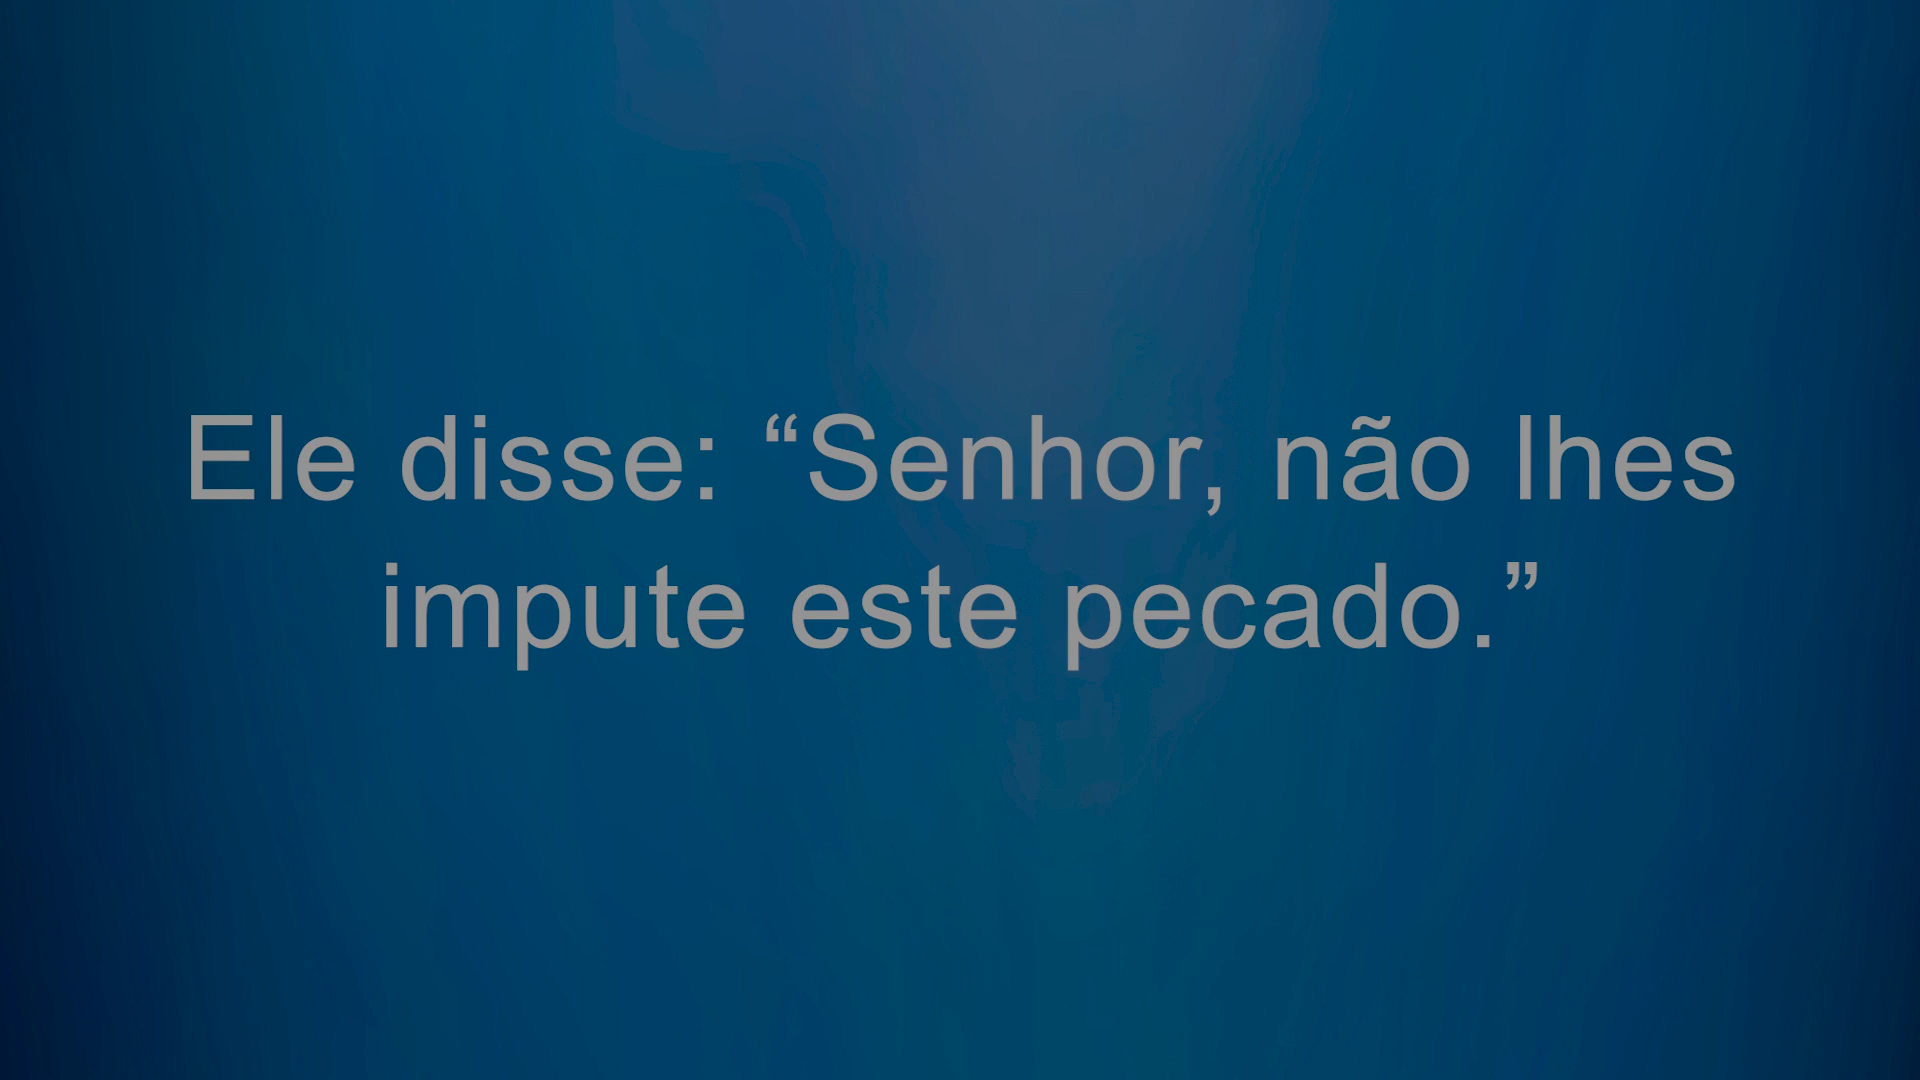 Ele disse: “Senhor, não lhes
impute este pecado.”